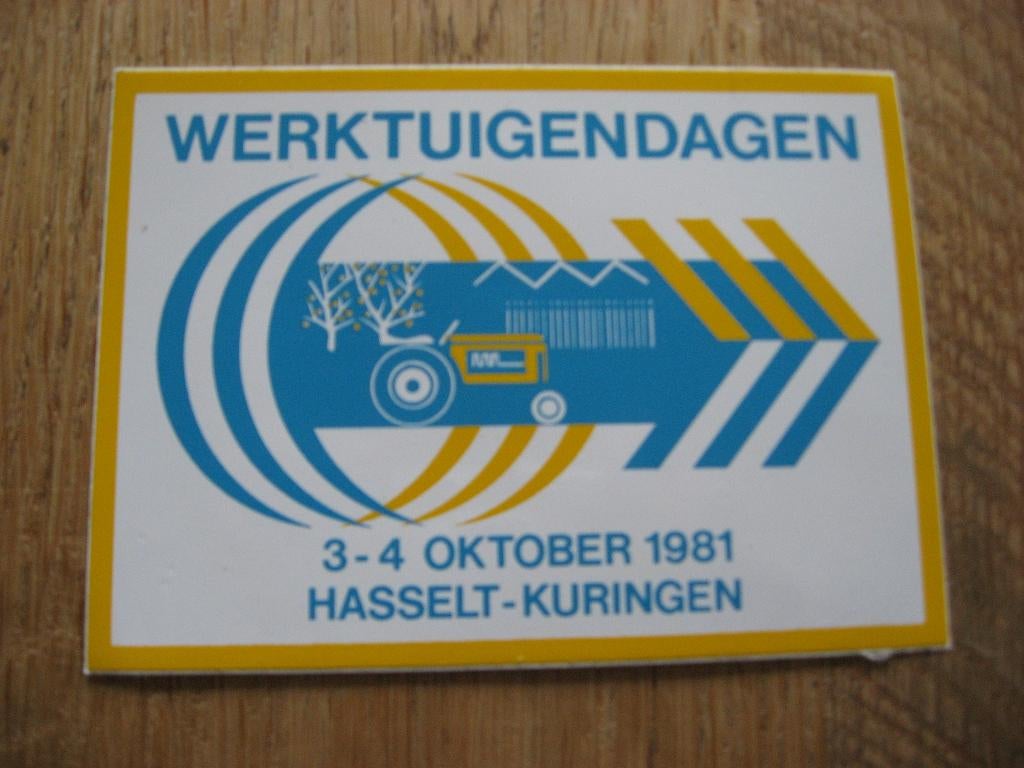 WERKTUIGENDAGEN
3-4 OKTOBER 1981
HASSELT-KURINGEN